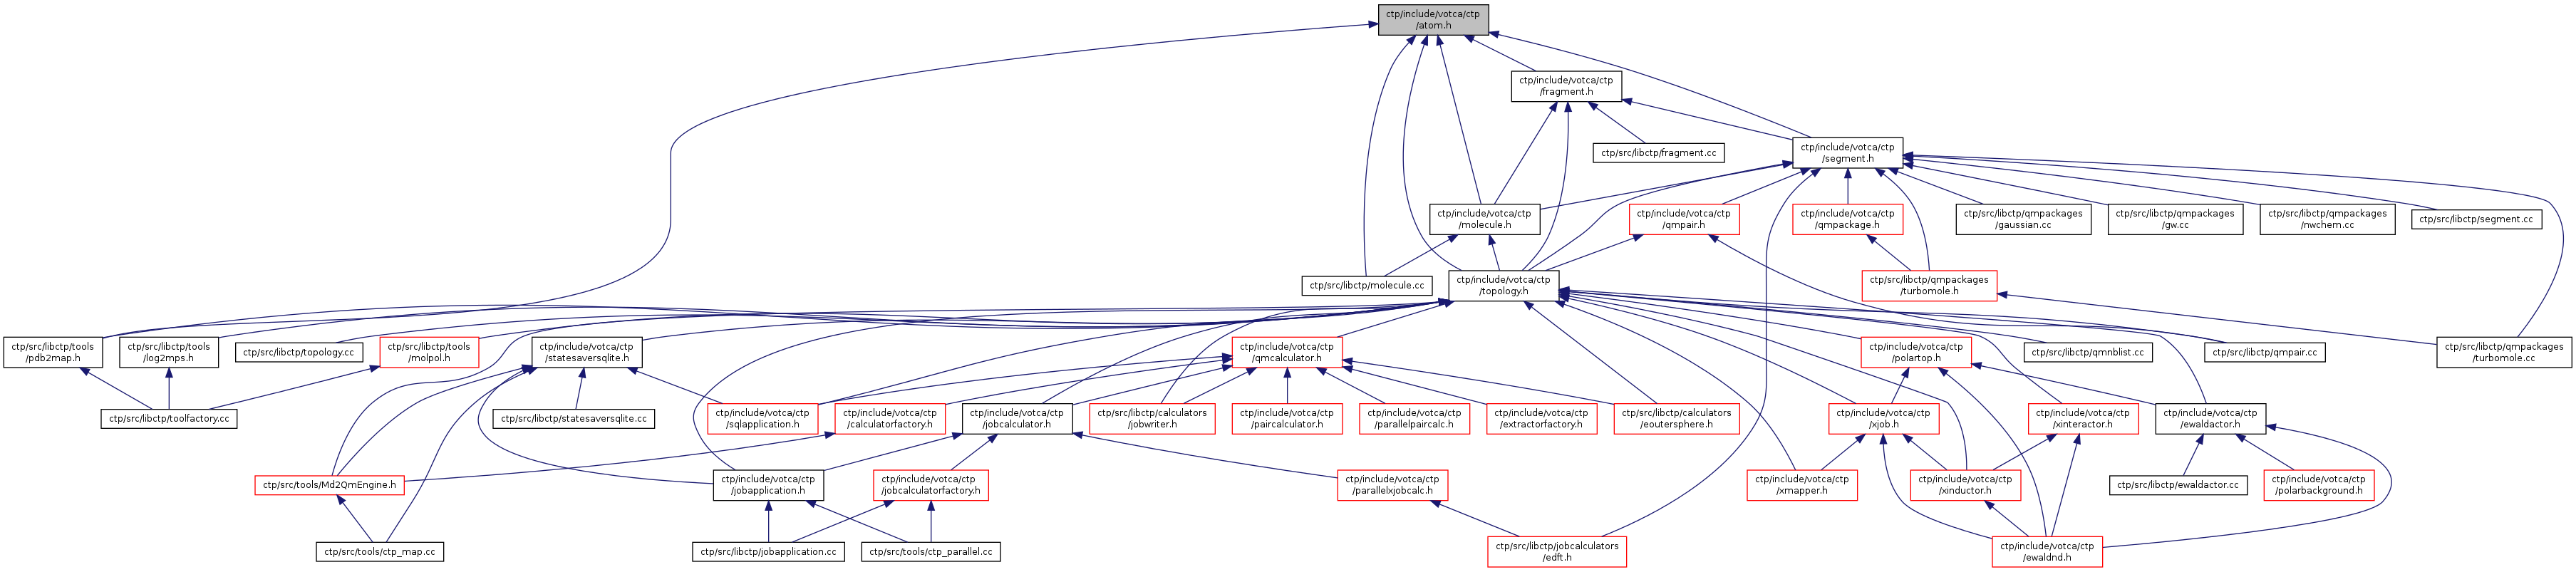 ctp/include/votca/ctp
/atom.h
ctp/include/votca/ctp
/fragment.h
ctp/src/libctp/fragment.cc
ctp/include/votca/ctp
/segment.h
ctp/include/votca/ctp
/molecule.h
ctp/include/votca/ctp
/qmpair.h
ctp/include/votca/ctp
/qmpackage.h
ctp/src/libctp/qmpackages
/gaussian.cc
ctp/src/libctp/qmpackages
/gw.cc
ctp/src/libctp/qmpackages
/nwchem.cc
ctp/src/libctp/segment.cc
ctp/src/libctp/molecule.cc
ctp/include/votca/ctp
/topology.h
ctp/src/libctp/qmpackages
/turbomole.h
ctp/src/libctp/tools
/pdb2map.h
ctp/src/libctp/tools
/log2mps.h
ctp/src/libctp/topology.cc
ctp/src/libctp/tools
/molpol.h
ctp/include/votca/ctp
/statesaversqlite.h
ctp/include/votca/ctp
/qmcalculator.h
ctp/include/votca/ctp
/polartop.h
ctp/src/libctp/qmnblist.cc
ctp/src/libctp/qmpair.cc
ctp/src/libctp/qmpackages
/turbomole.cc
ctp/src/libctp/toolfactory.cc
ctp/src/libctp/statesaversqlite.cc
ctp/include/votca/ctp
/sqlapplication.h
ctp/include/votca/ctp
/calculatorfactory.h
ctp/include/votca/ctp
/jobcalculator.h
ctp/src/libctp/calculators
/jobwriter.h
ctp/include/votca/ctp
/paircalculator.h
ctp/include/votca/ctp
/parallelpaircalc.h
ctp/include/votca/ctp
/extractorfactory.h
ctp/src/libctp/calculators
/eoutersphere.h
ctp/include/votca/ctp
/xjob.h
ctp/include/votca/ctp
/xinteractor.h
ctp/include/votca/ctp
/ewaldactor.h
ctp/src/tools/Md2QmEngine.h
ctp/include/votca/ctp
/jobapplication.h
ctp/include/votca/ctp
/jobcalculatorfactory.h
ctp/include/votca/ctp
/parallelxjobcalc.h
ctp/include/votca/ctp
/xmapper.h
ctp/include/votca/ctp
/xinductor.h
ctp/src/libctp/ewaldactor.cc
ctp/include/votca/ctp
/polarbackground.h
ctp/src/tools/ctp_map.cc
ctp/src/libctp/jobapplication.cc
ctp/src/tools/ctp_parallel.cc
ctp/src/libctp/jobcalculators
/edft.h
ctp/include/votca/ctp
/ewaldnd.h